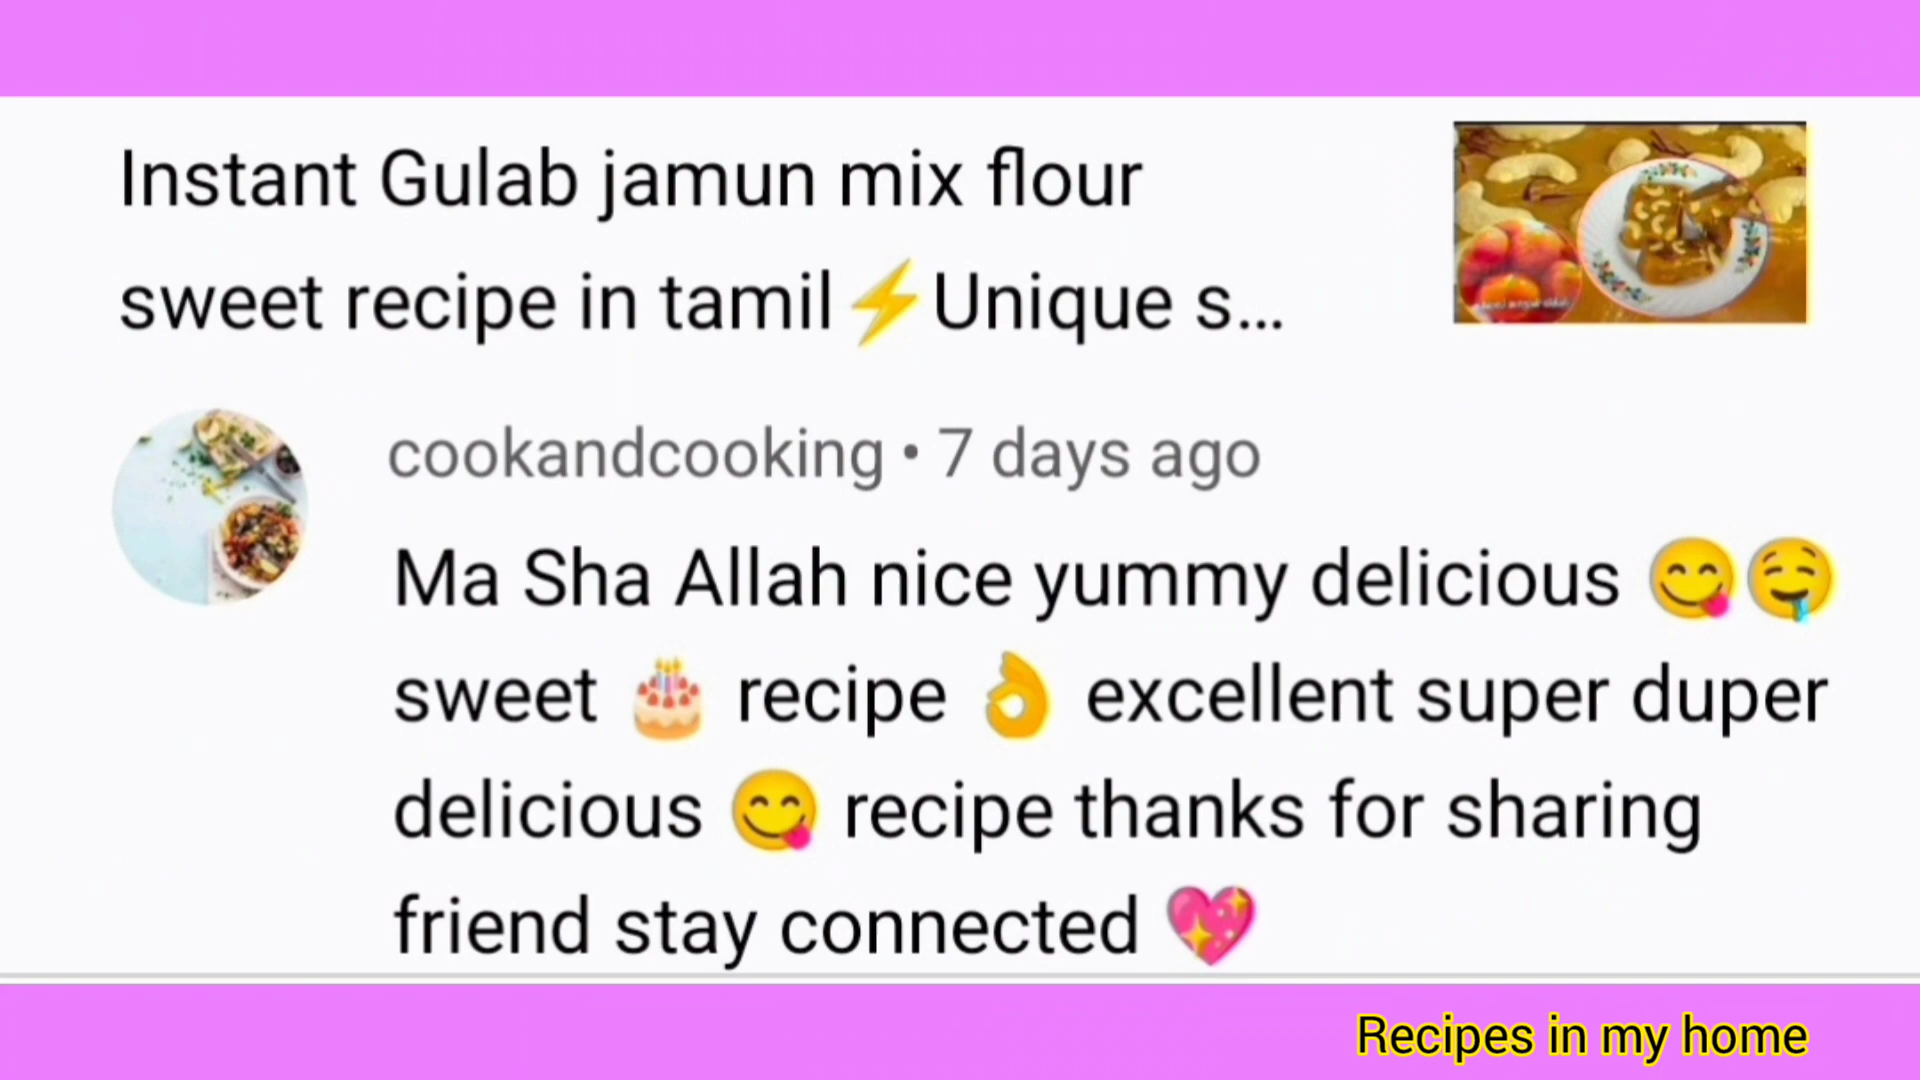 Instant Gulab jamun mix flour
sweet recipe in tamil⚡Unique s...
cookandcooking • 7 days ago
Ma Sha Allah nice yummy delicious 😋🤤
sweet 🎂 recipe 👌 excellent super duper
delicious 😋 recipe thanks for sharing
friend stay connected 💖
Recipes in my home